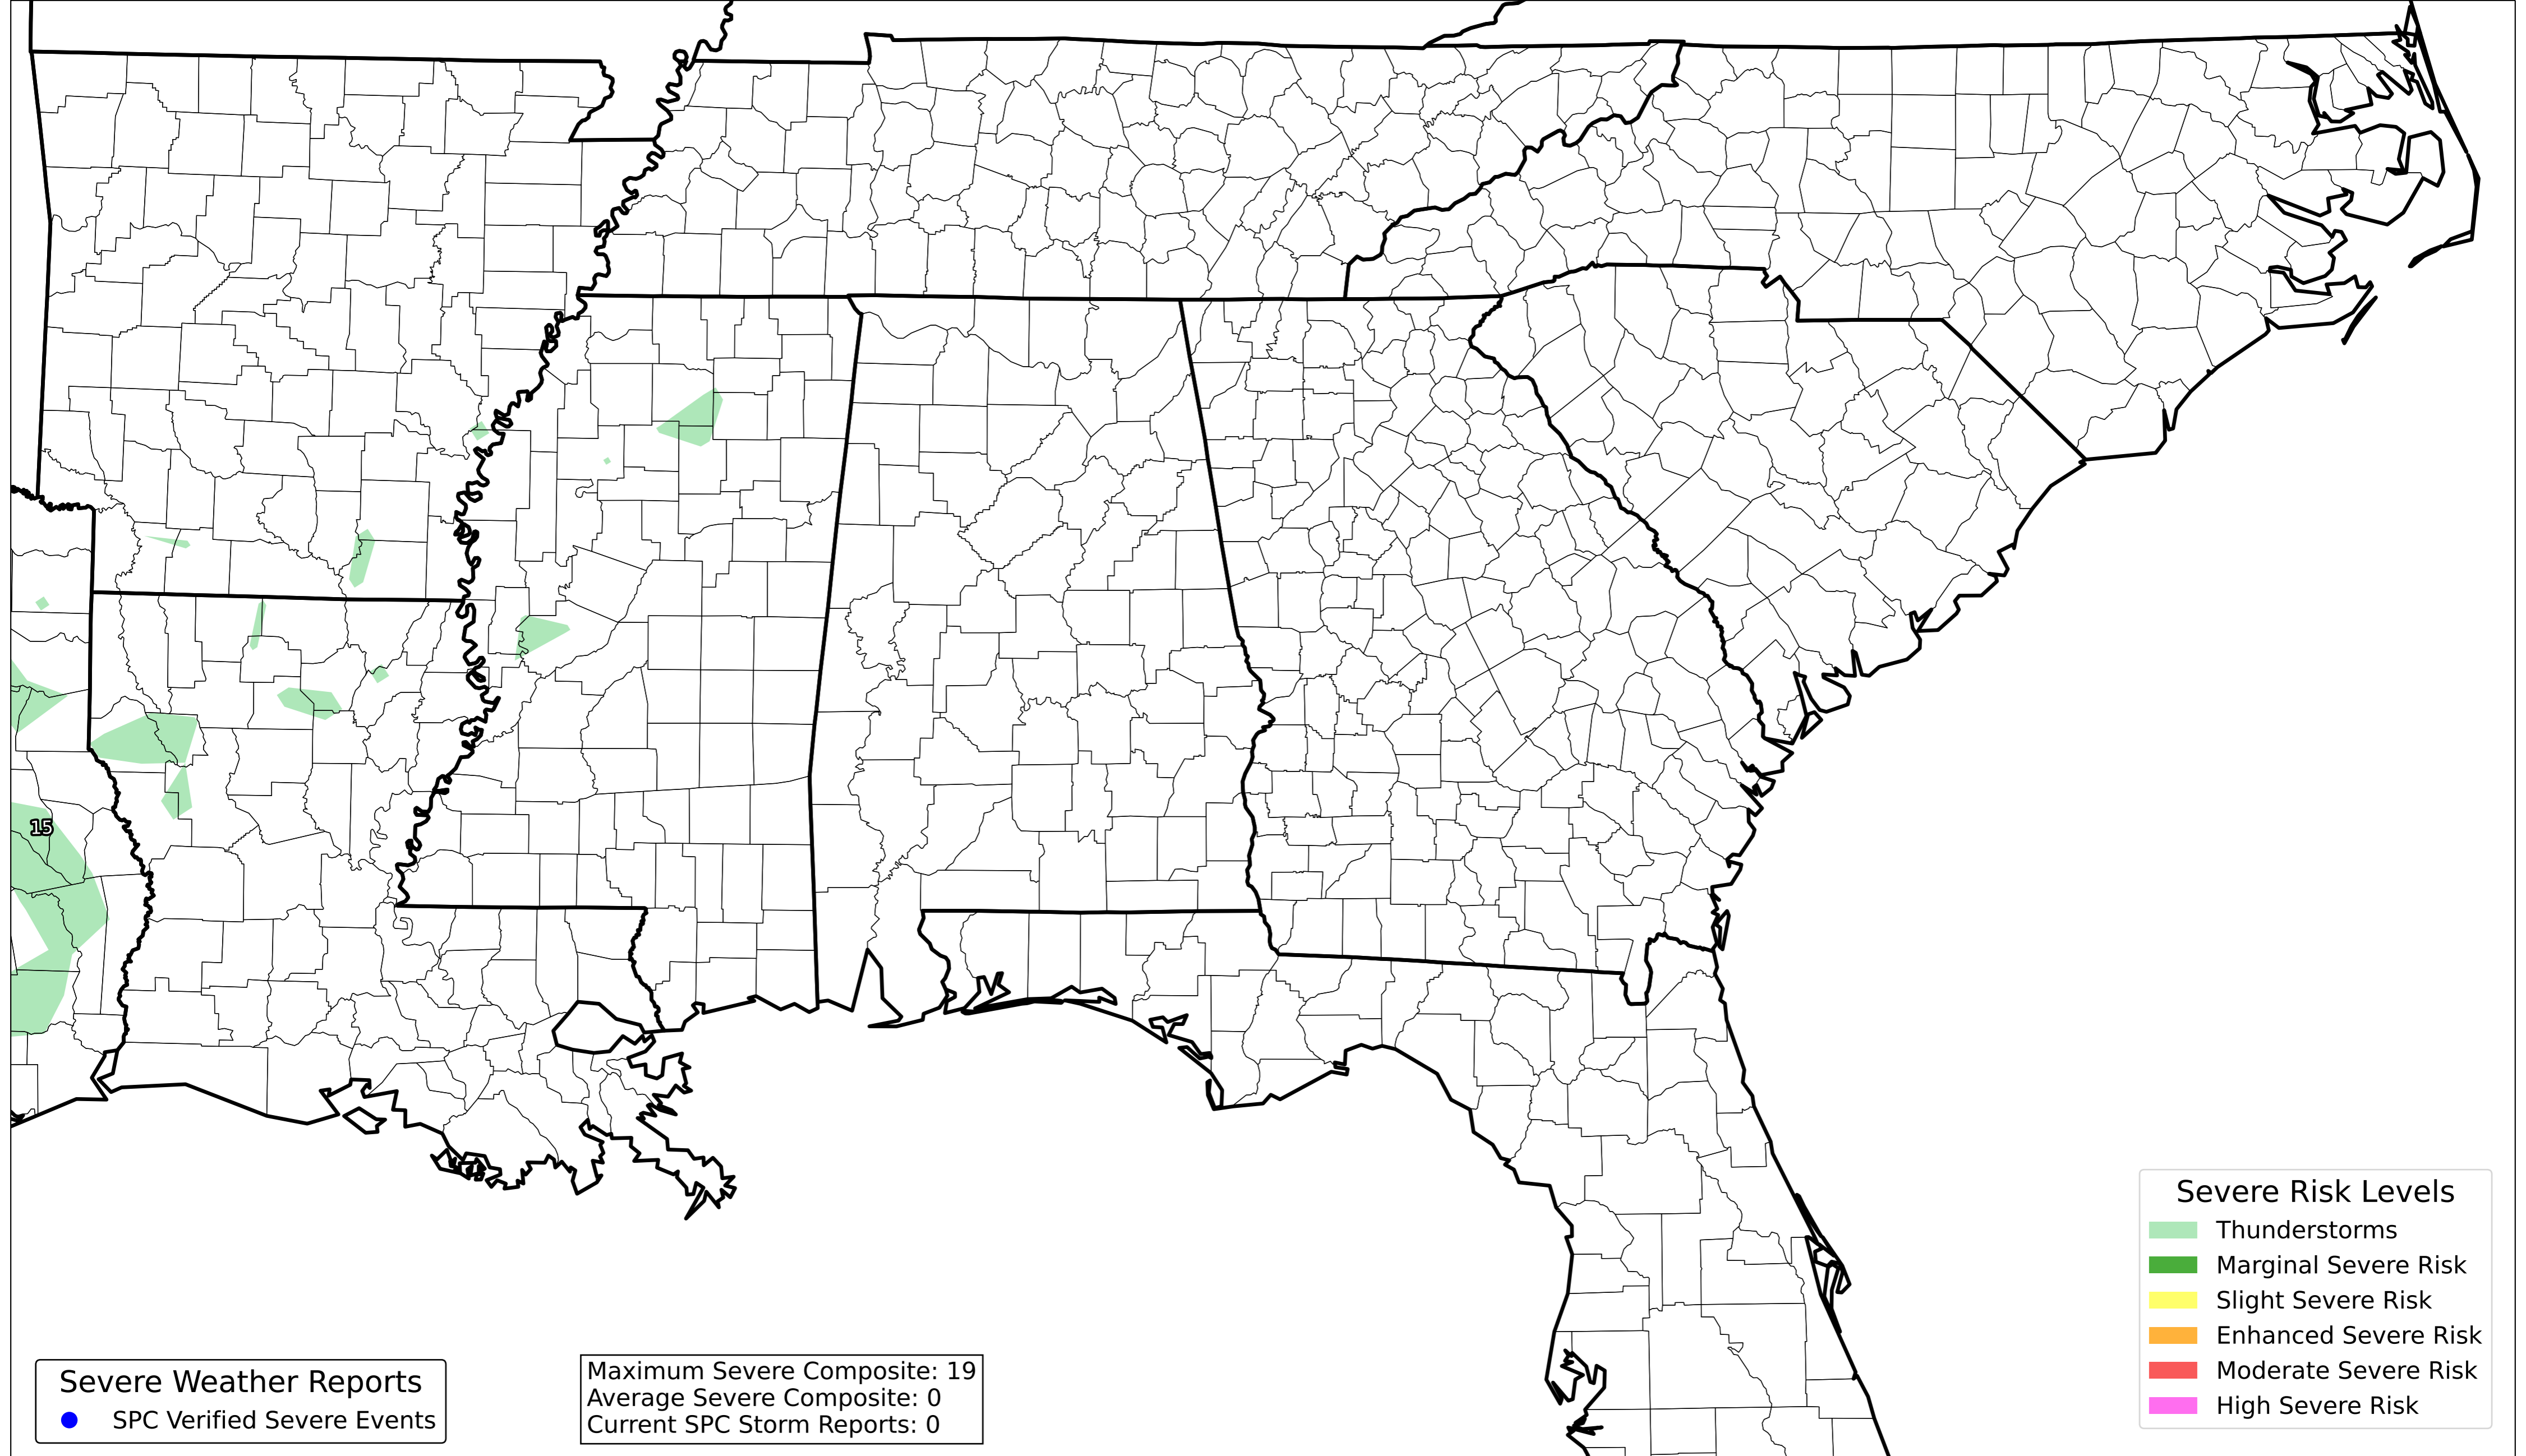 15
Severe Risk Levels
Thunderstorms
Marginal Severe Risk
Slight Severe Risk
Enhanced Severe Risk
Moderate Severe Risk
High Severe Risk
Severe Weather Reports
SPC Verified Severe Events
Maximum Severe Composite: 19
Average Severe Composite: 0
Current SPC Storm Reports: 0